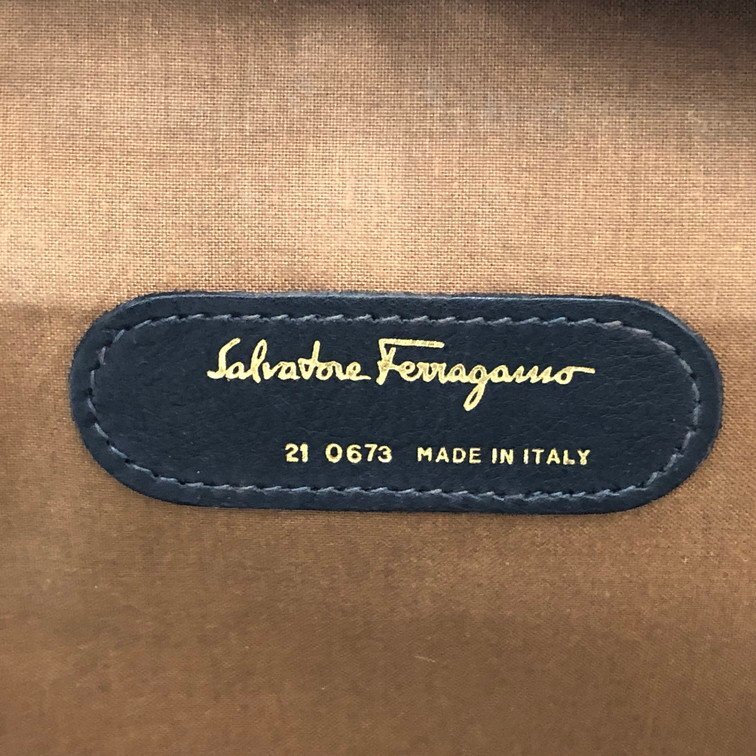 Salvatore Ferragamo
21 0673 MADE IN ITALY